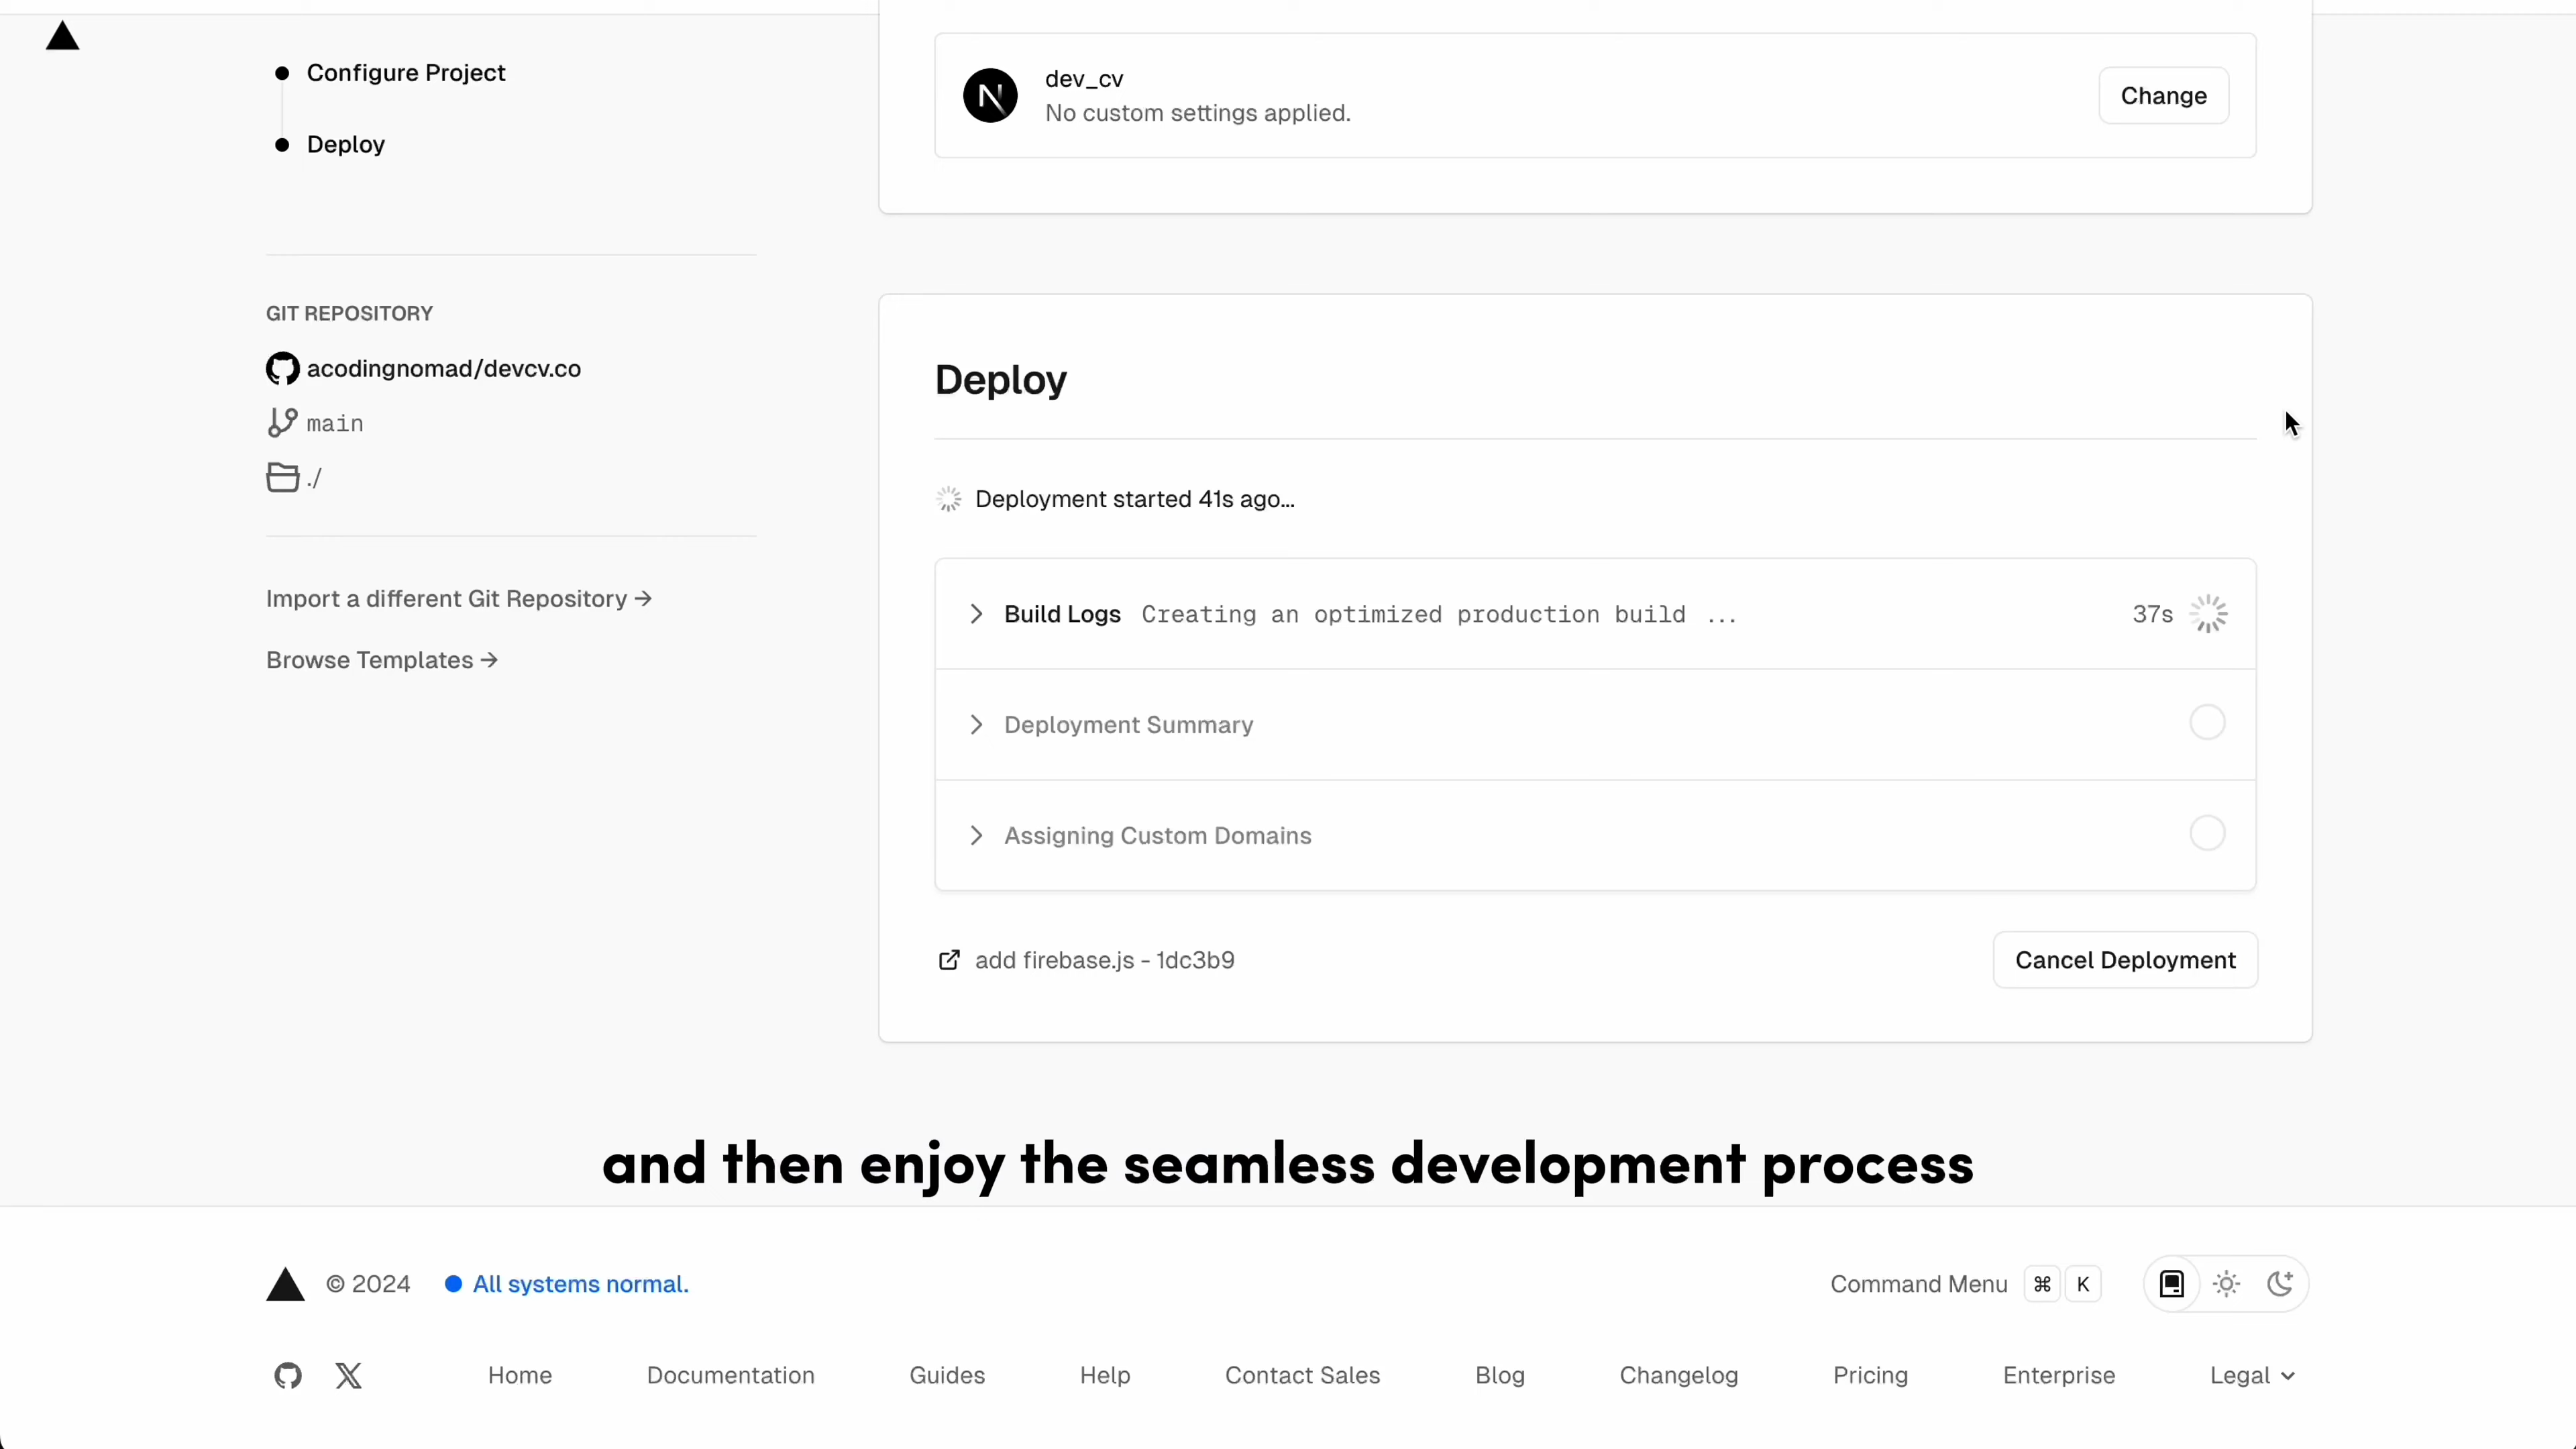 Configure Project
Deploy
GIT REPOSITORY
acodingnomad/devcv.co
main
./
Import a different Git Repository →
Browse Templates →
N
dev_cv
No custom settings applied.
Change
Deploy
Deployment started 41s ago...
Build Logs Creating an optimized production build ... 37s
Deployment Summary
Assigning Custom Domains
add firebase.js - 1dc3b9
Cancel Deployment
and then enjoy the seamless development process
© 2024 All systems normal. Command Menu ⌘ K
Home Documentation Guides Help Contact Sales Blog Changelog Pricing Enterprise Legal